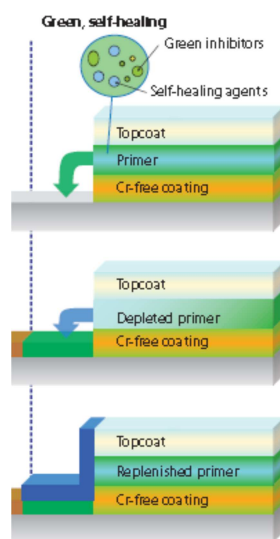 Green, self-healing
Green inhibitors
Self-healing agents
Topcoat
Primer
Cr-free coating
Topcoat
Depleted primer
Cr-free coating
Topcoat
Replenished primer
Cr-free coating